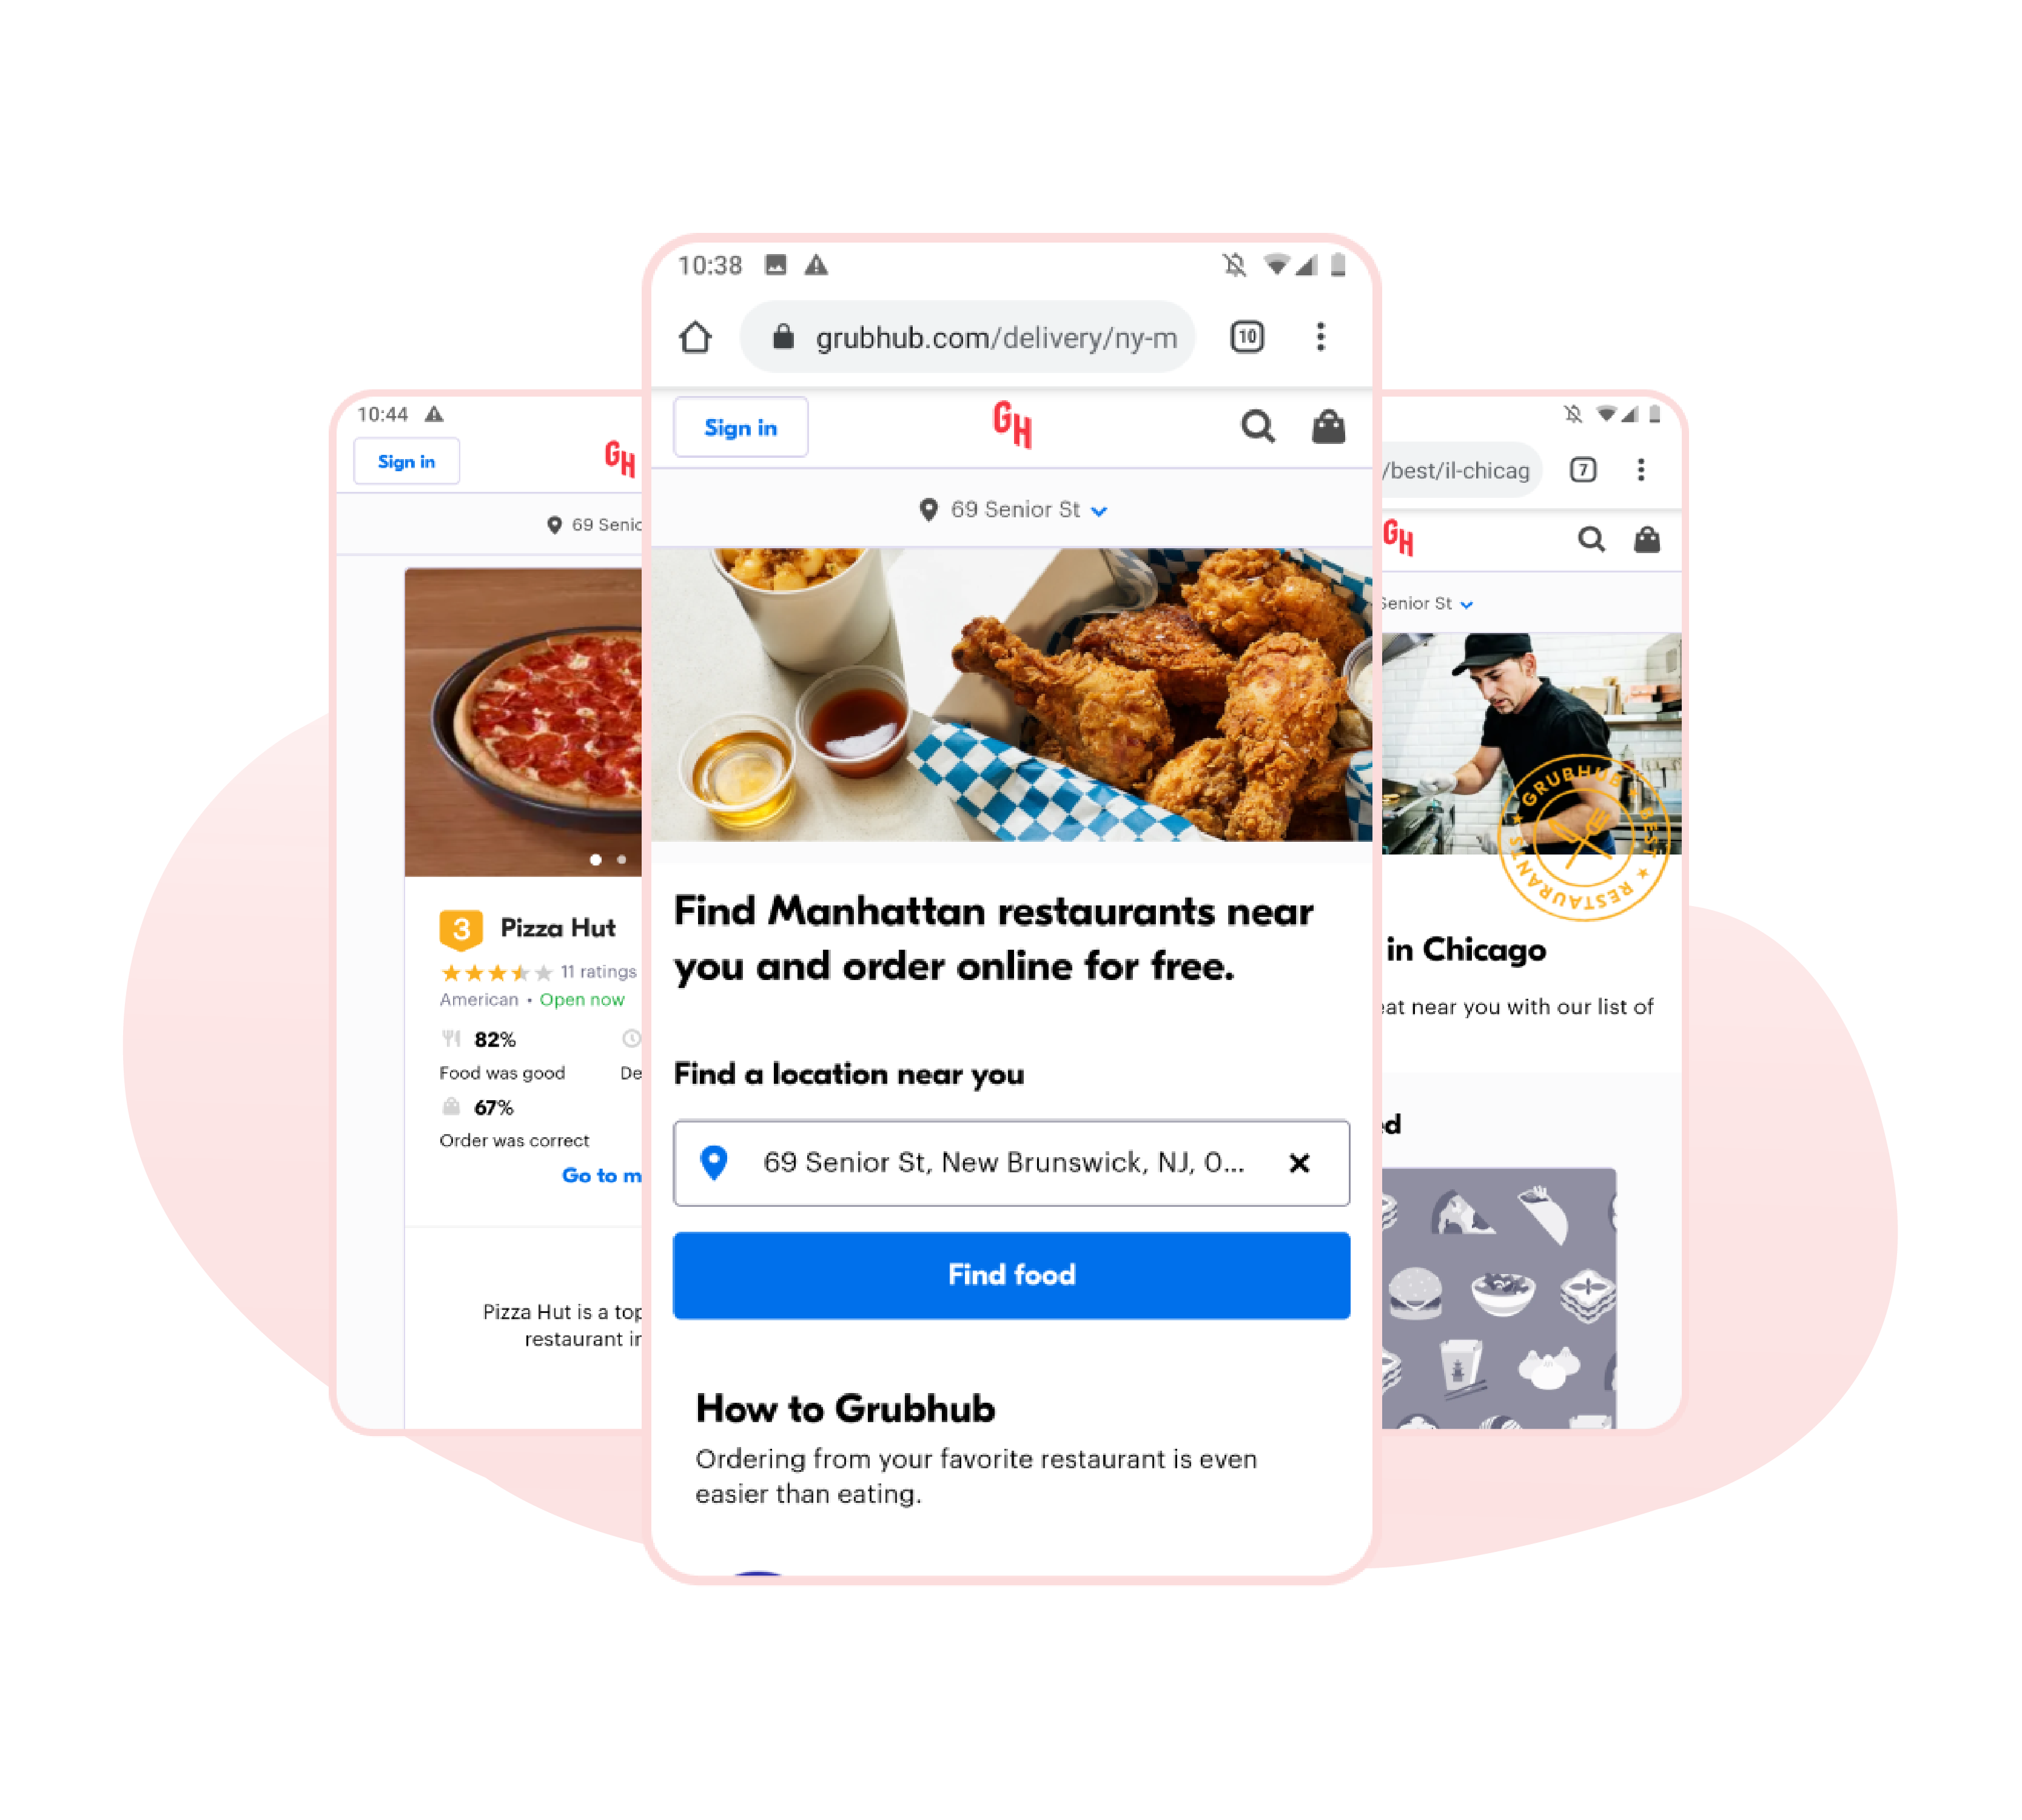 10:44
Sign in
GH
69 Senic
3 Pizza Hut
11 ratings
American • Open now
82%
Food was good De
67%
Order was correct
Go to m
Pizza Hut is a top
restaurant in
10:38
grubhub.com/delivery/ny-m 10
Sign in
GH
69 Senior St
Find Manhattan restaurants near
you and order online for free.
Find a location near you
69 Senior St, New Brunswick, NJ, 0...
Find food
How to Grubhub
Ordering from your favorite restaurant is even
easier than eating.
/best/il-chicag 7
GH
Senior St
GRUBHUB ★ BEST ★ RESTAURANTS ★
in Chicago
eat near you with our list of
ed